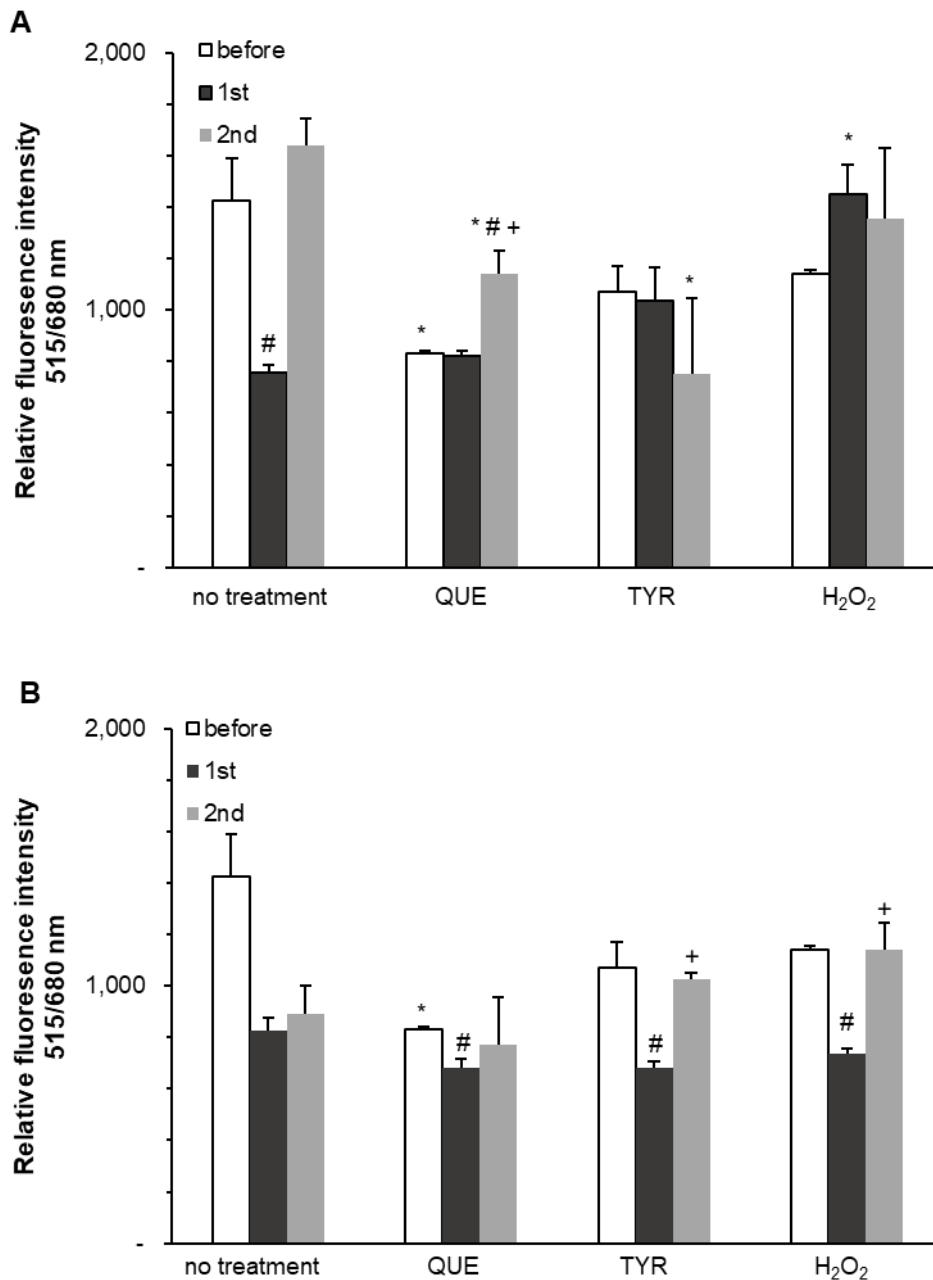 A
2,000
before
1st
2nd
1,000
-
Relative fluoresence intensity
515/680 nm
#
*
* # +
*
*
no treatment QUE TYR H₂O₂
B
2,000
before
1st
2nd
1,000
-
Relative fluoresence intensity
515/680 nm
*
#
#
+
#
+
no treatment QUE TYR H₂O₂